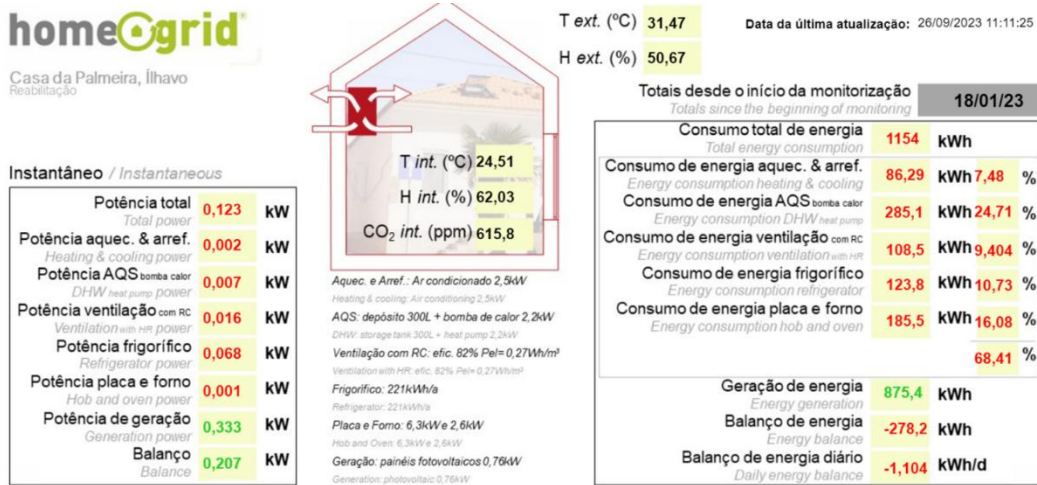 homegrid
Casa da Palmeira, Ílhavo
Reabilitação
T ext. (ºC) 31,47
H ext. (%) 50,67
Data da última atualização: 26/09/2023 11:11:25
Totais desde o início da monitorização 18/01/23
Totals since the beginning of monitoring
Instantâneo / Instantaneous
Potência total 0,123 kW
Total power
Potência aquec. & arref. 0,002 kW
Heating & cooling power
Potência AQS bomba calor 0,007 kW
DHW heat pump power
Potência ventilação com RC 0,016 kW
Ventilation with HR power
Potência frigorífico 0,068 kW
Refrigerator power
Potência placa e forno 0,001 kW
Hob and oven power
Potência de geração 0,333 kW
Generation power
Balanço 0,207 kW
Balance
T int. (ºC) 24,51
H int. (%) 62,03
CO2 int. (ppm) 615,8
Aquec. e Arref.: Ar condicionado 2,5kW
Heating & cooling: Air conditioning 2,5kW
AQS: depósito 300L + bomba de calor 2,2kW
DHW: storage tank 300L + heat pump 2,2kW
Ventilação com RC: efic. 82% Pel= 0,27Wh/m³
Ventilation with HR: efic. 82% Pel= 0,27Wh/m³
Frigorífico: 221kWh/a
Refrigerator: 221kWh/a
Placa e Forno: 6,3kW e 2,6kW
Hob and Oven: 6,3kW e 2,6kW
Geração: painéis fotovoltaicos 0,76kW
Generation: photovoltaic 0,76kW
Consumo total de energia 1154 kWh
Total energy consumption
Consumo de energia aquec. & arref. 86,29 kWh 7,48 %
Energy consumption heating & cooling
Consumo de energia AQS bomba calor 285,1 kWh 24,71 %
Energy consumption DHW heat pump
Consumo de energia ventilação com RC 108,5 kWh 9,404 %
Energy consumption ventilation with HR
Consumo de energia frigorífico 123,8 kWh 10,73 %
Energy consumption refrigerator
Consumo de energia placa e forno 185,5 kWh 16,08 %
Energy consumption hob and oven
68,41 %
Geração de energia 875,4 kWh
Energy generation
Balanço de energia -278,2 kWh
Energy balance
Balanço de energia diário -1,104 kWh/d
Daily energy balance